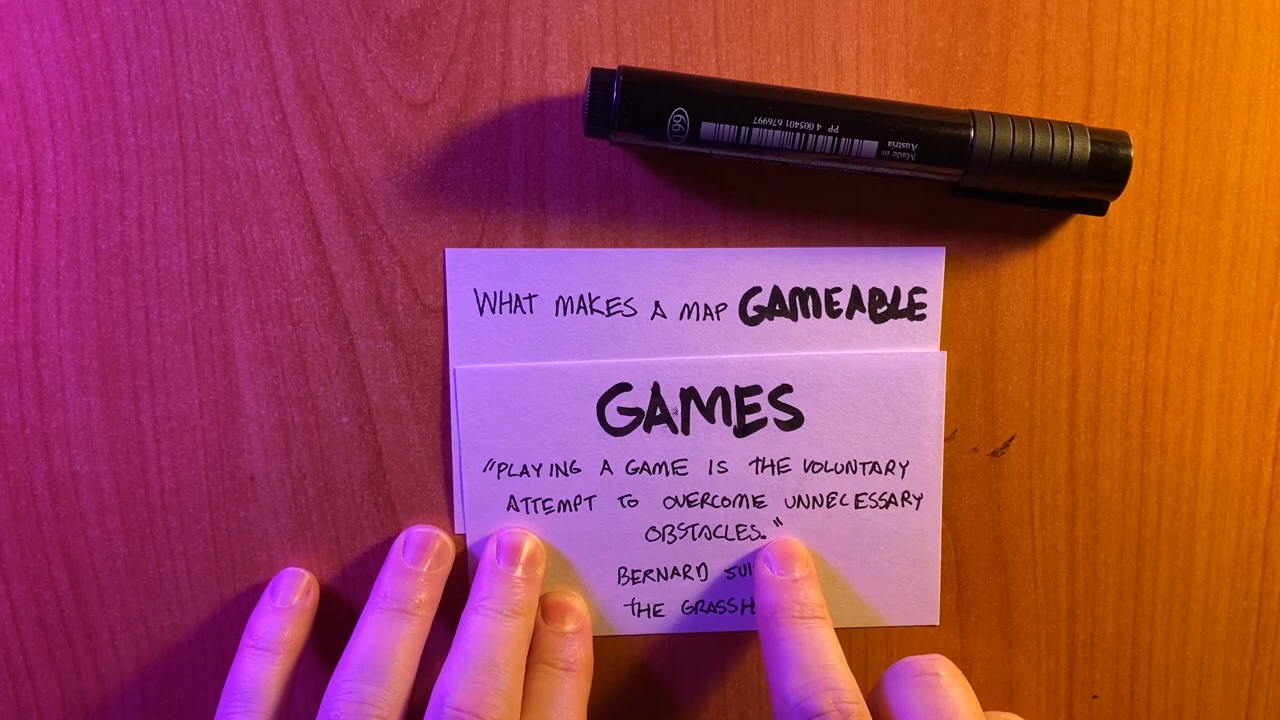 661
PP 4 005401 676997
Made in
Austria
WHAT MAKES A MAP GAMEABLE
GAMES
"PLAYING A GAME IS THE VOLUNTARY
ATTEMPT TO OVERCOME UNNECESSARY
OBSTACLES."
BERNARD
THE